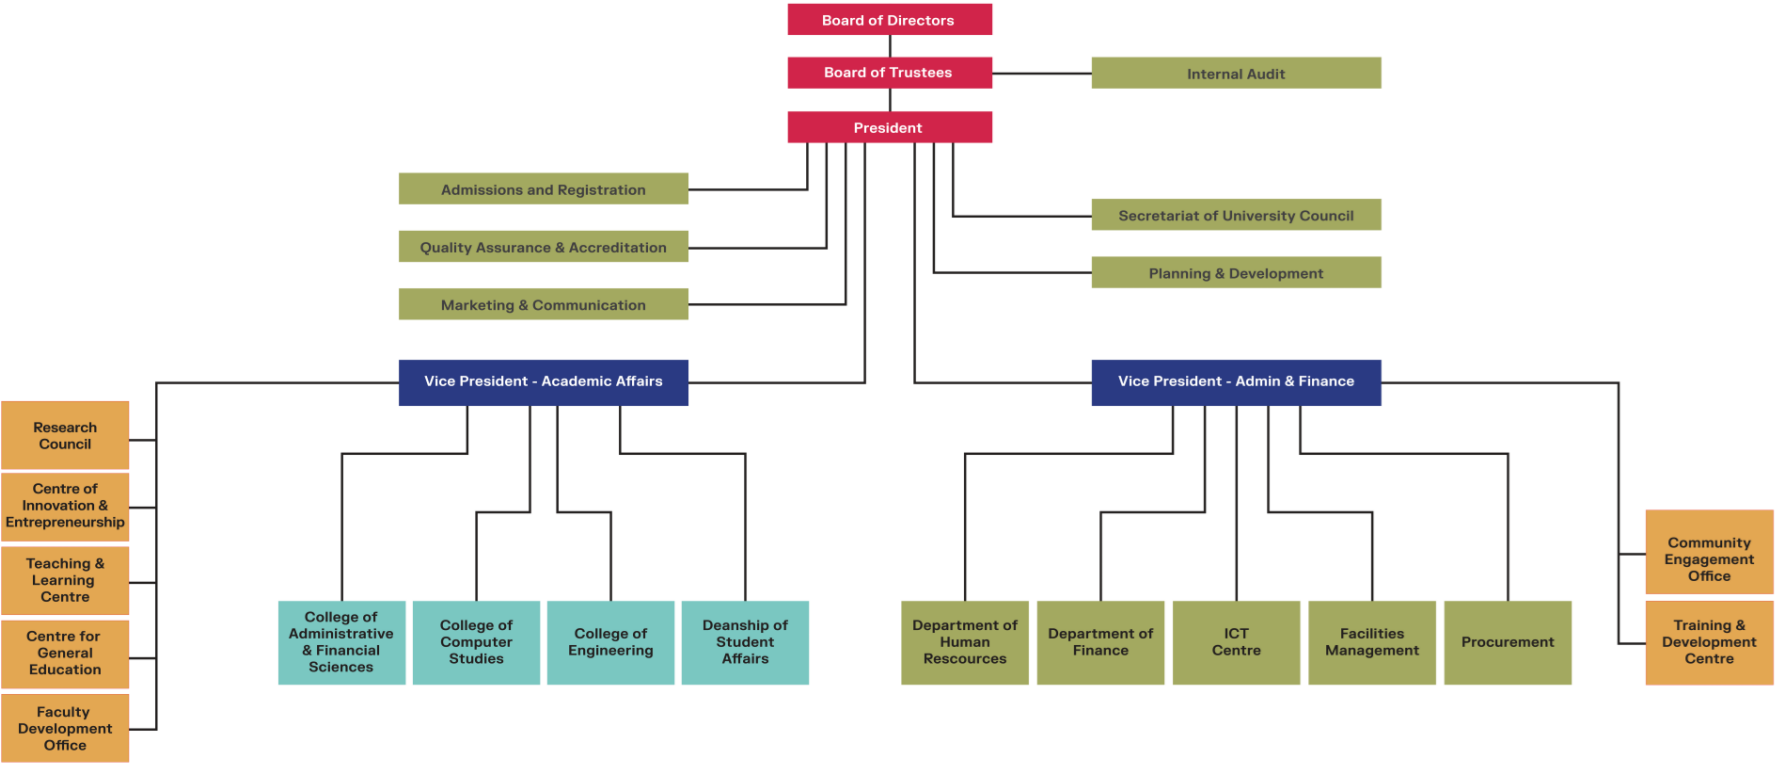 Board of Directors
Board of Trustees
Internal Audit
President
Admissions and Registration
Secretariat of University Council
Quality Assurance & Accreditation
Planning & Development
Marketing & Communication
Vice President - Academic Affairs
Vice President - Admin & Finance
Research
Council
Centre of
Innovation &
Entrepreneurship
Teaching &
Learning
Centre
Centre for
General
Education
Faculty
Development
Office
College of
Administrative
& Financial
Sciences
College of
Computer
Studies
College of
Engineering
Deanship of
Student
Affairs
Department of
Human
Rescources
Department of
Finance
ICT
Centre
Facilities
Management
Procurement
Community
Engagement
Office
Training &
Development
Centre